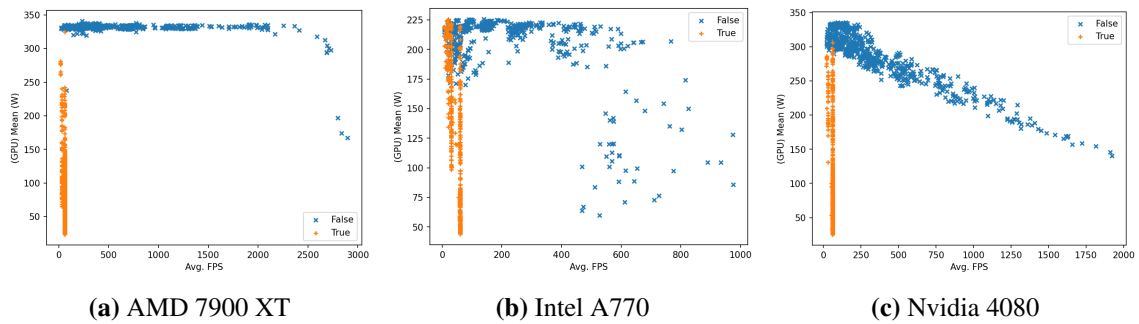 350
300
250
200
150
100
50
(GPU) Mean (W)
0
500
1000
1500
2000
2500
3000
Avg. FPS
False
True
(a) AMD 7900 XT
225
200
175
150
125
100
75
50
(GPU) Mean (W)
0
200
400
600
800
1000
Avg. FPS
False
True
(b) Intel A770
350
300
250
200
150
100
50
(GPU) Mean (W)
0
250
500
750
1000
1250
1500
1750
2000
Avg. FPS
False
True
(c) Nvidia 4080